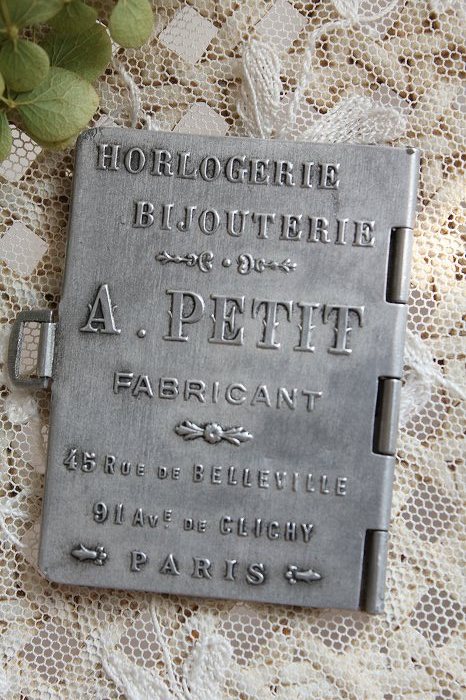 HORLOGERIE
BIJOUTERIE
A. PETIT
FABRICANT
45 RUE DE BELLEVILLE
91 AVE DE CLICHY
PARIS